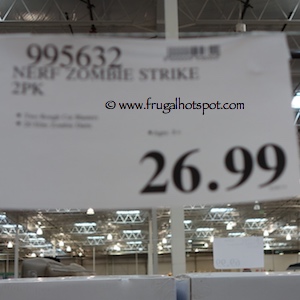 995632
NERF ZOMBIE STRIKE
2PK
© www.frugalhotspot.com
26.99